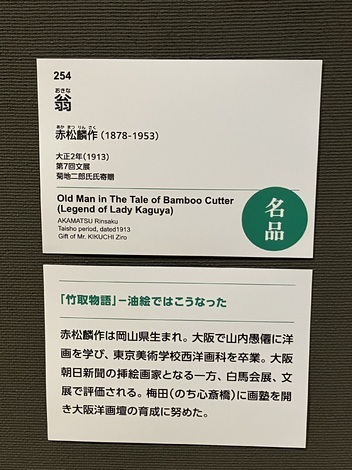 254
おきな
翁
あかまつりんさく
赤松麟作(1878-1953)
大正2年(1913)
第7回文展
菊地二郎氏氏寄贈
Old Man in The Tale of Bamboo Cutter
(Legend of Lady Kaguya)
AKAMATSU Rinsaku
Taisho period, dated1913
Gift of Mr. KIKUCHI Ziro
名品
「竹取物語」−油絵ではこうなった
赤松麟作は岡山県生まれ。大阪で山内愚僊に洋
画を学び、東京美術学校西洋画科を卒業。大阪
朝日新聞の挿絵画家となる一方、白馬会展、文
展で評価される。梅田(のち心斎橋)に画塾を開
き大阪洋画壇の育成に努めた。